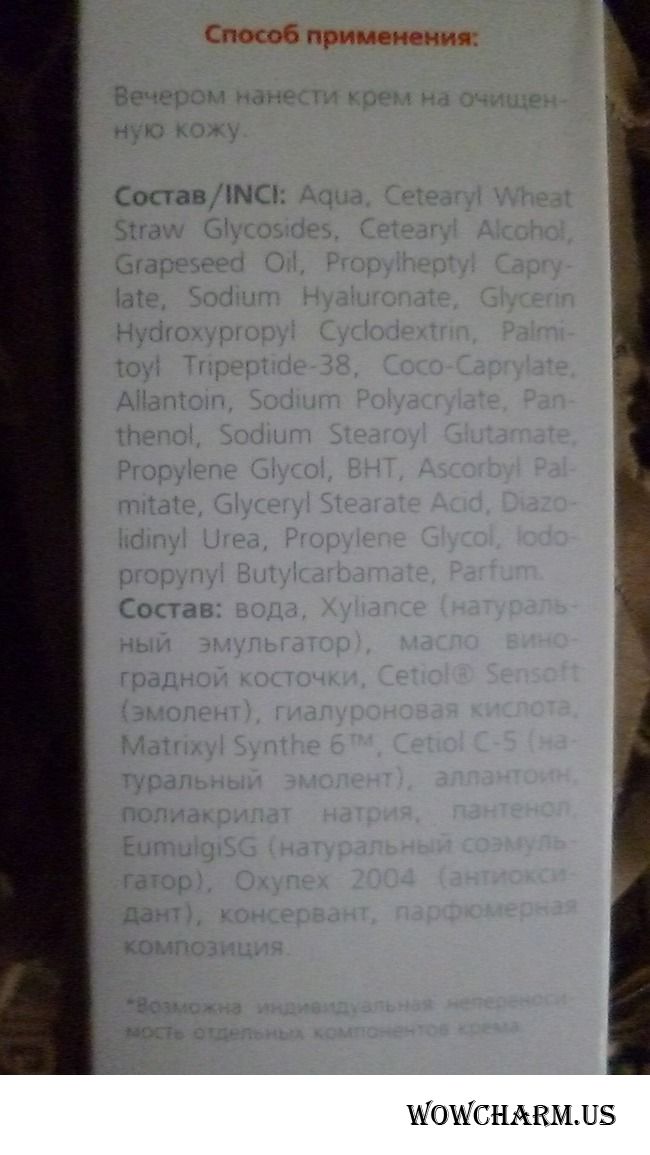 Способ применения:
Вечером нанести крем на очищен-
ную кожу.
Состав/INCI: Aqua, Cetearyl Wheat
Straw Glycosides, Cetearyl Alcohol,
Grapeseed Oil, Propylheptyl Capry-
late, Sodium Hyaluronate, Glycerin
Hydroxypropyl Cyclodextrin, Palmi-
toyl Tripeptide-38, Coco-Caprylate,
Allantoin, Sodium Polyacrylate, Pan-
thenol, Sodium Stearoyl Glutamate,
Propylene Glycol, BHT, Ascorbyl Pal-
mitate, Glyceryl Stearate Acid, Diazo-
lidinyl Urea, Propylene Glycol, Iodo-
propynyl Butylcarbamate, Parfum.
Состав: вода, Xyliance (натураль-
ный эмульгатор), масло вино-
градной косточки, Cetiol® Sensoft
(эмолент), гиалуроновая кислота,
Matrixyl Synthe 6™, Cetiol C-5 (на-
туральный эмолент), аллантоин,
полиакрилат натрия, пантенол,
EumulgiSG (натуральный соэмуль-
гатор), Oxynex 2004 (антиокси-
дант), консервант, парфюмерная
композиция.
*Возможна индивидуальная непереноси-
мость отдельных компонентов крема.
WOWCHARM.US